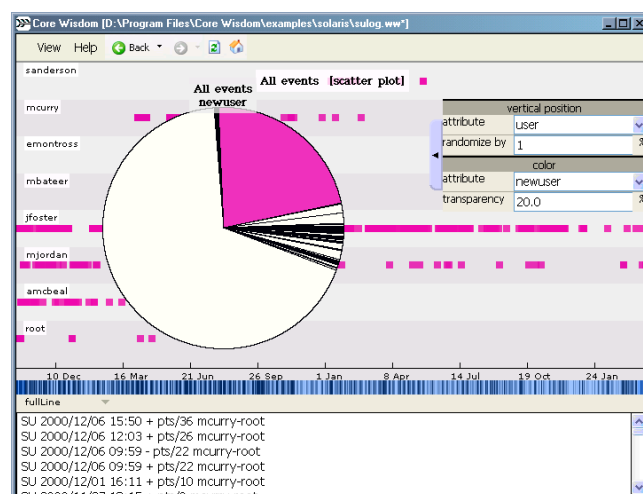 Core Wisdom [D:\Program Files\Core Wisdom\examples\solaris\sulog.ww*]
View Help Back
sanderson
All events [scatter plot]
All events
newuser
mcurry
vertical position
attribute user
emontross
randomize by 1 %
color
mbateer
attribute newuser
transparency 20.0 %
jfoster
mjordan
amcbeal
root
10 Dec 16 Mar 21 Jun 26 Sep 1 Jan 8 Apr 14 Jul 19 Oct 24 Jan
fullLine
SU 2000/12/06 15:50 + pts/36 mcurry-root
SU 2000/12/06 12:03 + pts/26 mcurry-root
SU 2000/12/06 09:59 - pts/22 mcurry-root
SU 2000/12/06 09:59 + pts/22 mcurry-root
SU 2000/12/01 16:11 + pts/10 mcurry-root